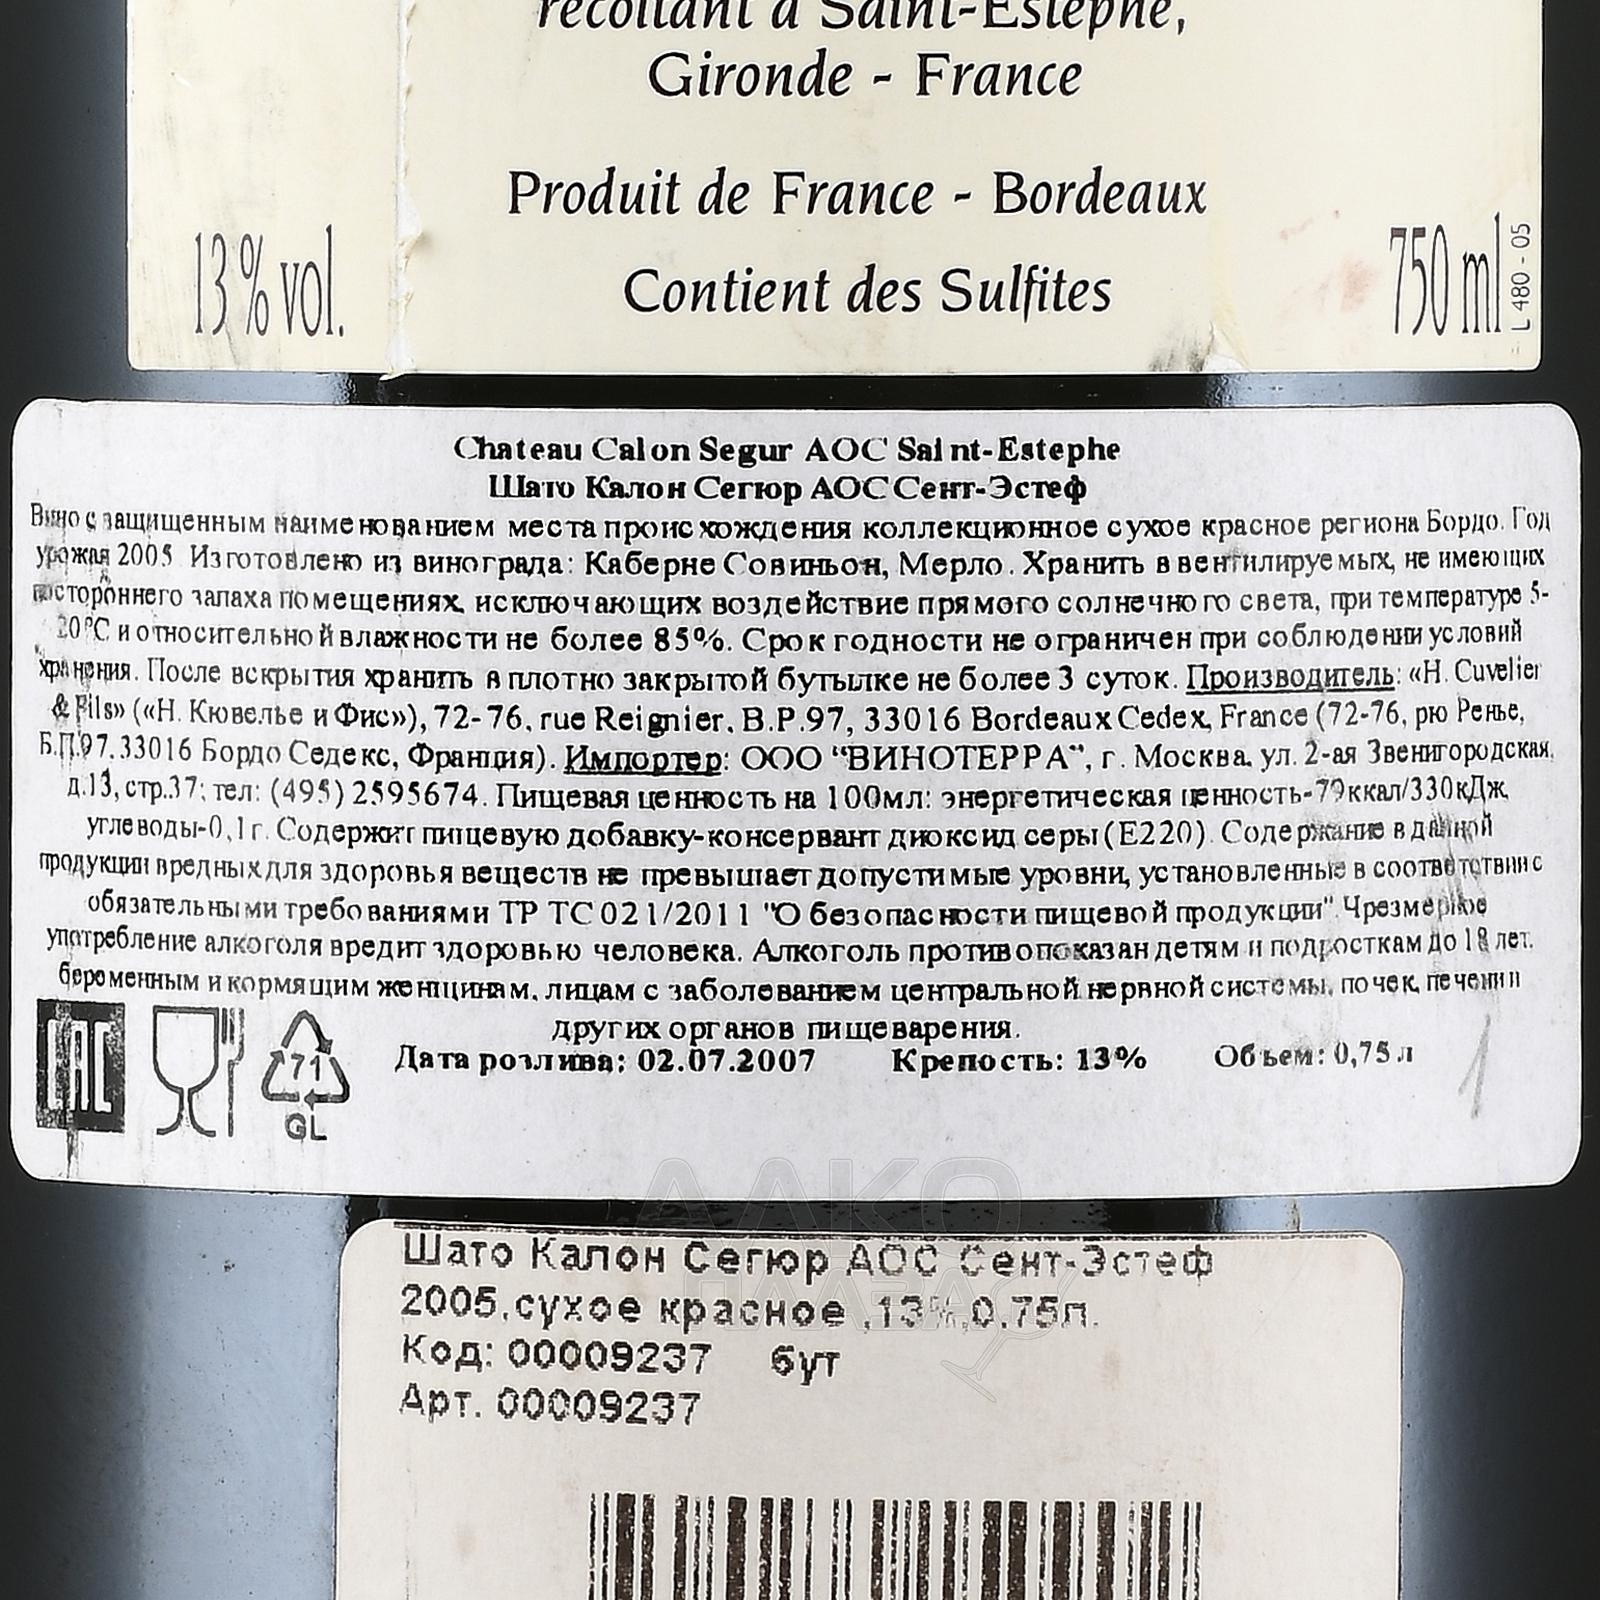 récoltant à Saint-Estèphe,
Gironde - France
Produit de France - Bordeaux
13% vol.
Contient des Sulfites
750 ml
L 480 - 05
Chateau Calon Segur AOC Saint-Estephe
Шато Калон Сегюр АОС Сент-Эстеф
Вино с защищенным наименованием места происхождения коллекционное сухое красное региона Бордо. Год
урожая 2005 Изготовлено из винограда: Каберне Совиньон, Мерло. Хранить в вентилируемых, не имеющих
постороннего запаха помещениях, исключающих воздействие прямого солнечного света, при температуре 5-
20°С и относительной влажности не более 85%. Срок годности не ограничен при соблюдении условий
хранения. После вскрытия хранить в плотно закрытой бутылке не более 3 суток. Производитель: «H. Cuvelier
& Fils» («Н. Кювелье и Фис»), 72-76, rue Reignier, B.P.97, 33016 Bordeaux Cedex, France (72-76, рю Ренье,
Б.П.97.33016 Бордо Седекс, Франция). Импортер: ООО "ВИНОТЕРРА", г. Москва, ул. 2-ая Звенигородская,
д.13, стр.37; тел: (495) 2595674. Пищевая ценность на 100мл: энергетическая ценность-79ккал/330кДж,
углеводы-0,1г. Содержит пищевую добавку-консервант диоксид серы (Е220). Содержание в данной
продукции вредных для здоровья веществ не превышает допустимые уровни, установленные в соответствии с
обязательными требованиями ТР ТС 021/2011 "О безопасности пищевой продукции". Чрезмерное
употребление алкоголя вредит здоровью человека. Алкоголь противопоказан детям и подросткам до 18 лет,
беременным и кормящим женщинам, лицам с заболеванием центральной нервной системы, почек, печени и
других органов пищеварения.
Дата розлива: 02.07.2007 Крепость: 13% Объем: 0,75 л
EAC
71
GL
1
ААКО
ПАЛЕЗА
Шато Калон Сегюр АОС Сент-Эстеф
2005,сухое красное ,13%,0.75л.
Код: 00009237 бут
Арт. 00009237